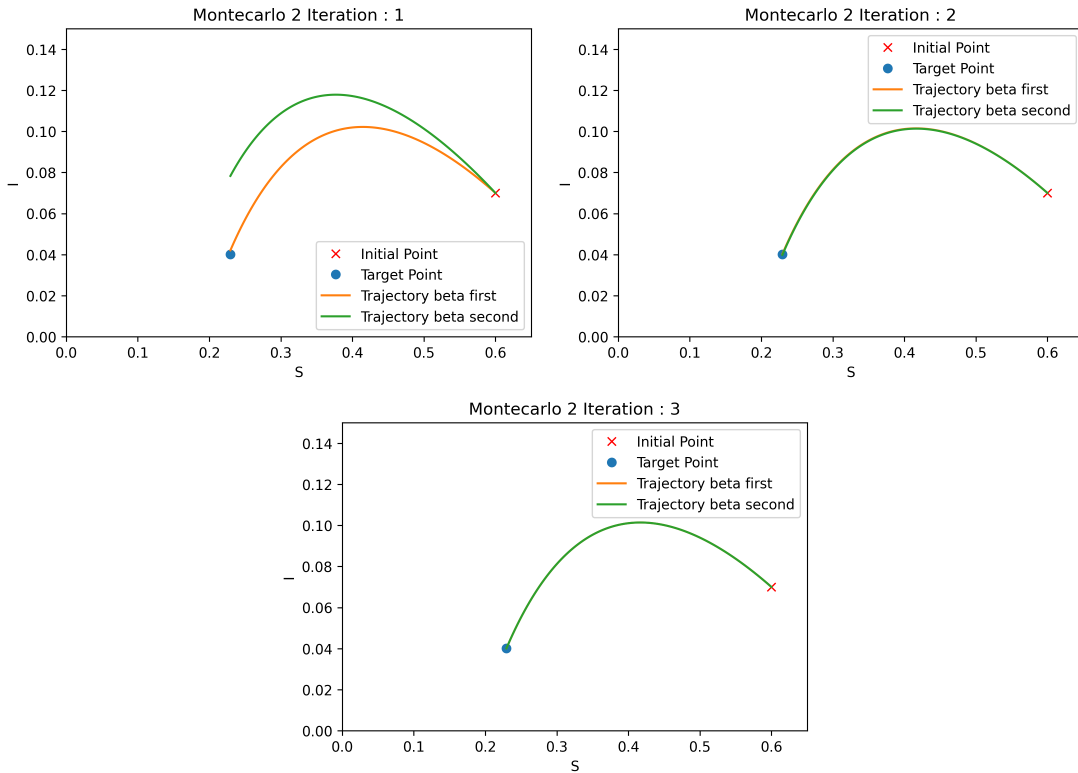 Montecarlo 2 Iteration : 1
0.14
0.12
0.10
0.08
0.06
0.04
0.02
0.00
I
0.0 0.1 0.2 0.3 0.4 0.5 0.6
S
Initial Point
Target Point
Trajectory beta first
Trajectory beta second
Montecarlo 2 Iteration : 2
0.14
0.12
0.10
0.08
0.06
0.04
0.02
0.00
I
0.0 0.1 0.2 0.3 0.4 0.5 0.6
S
Initial Point
Target Point
Trajectory beta first
Trajectory beta second
Montecarlo 2 Iteration : 3
0.14
0.12
0.10
0.08
0.06
0.04
0.02
0.00
I
0.0 0.1 0.2 0.3 0.4 0.5 0.6
S
Initial Point
Target Point
Trajectory beta first
Trajectory beta second